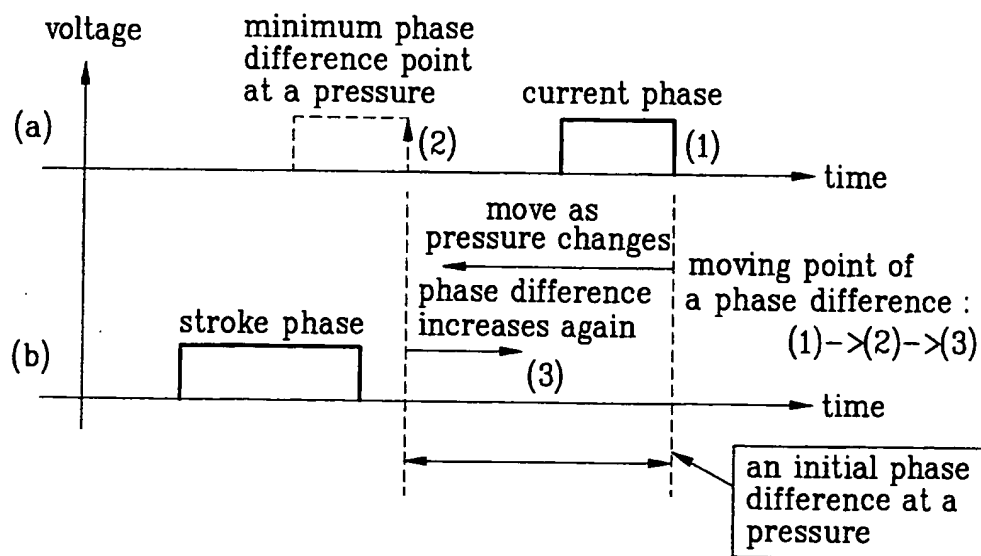 voltage
minimum phase
difference point
at a pressure
current phase
(a)
(2)
(1)
time
move as
pressure changes
moving point of
a phase difference :
(1)->(2)->(3)
phase difference
increases again
stroke phase
(b)
(3)
time
an initial phase
difference at a
pressure